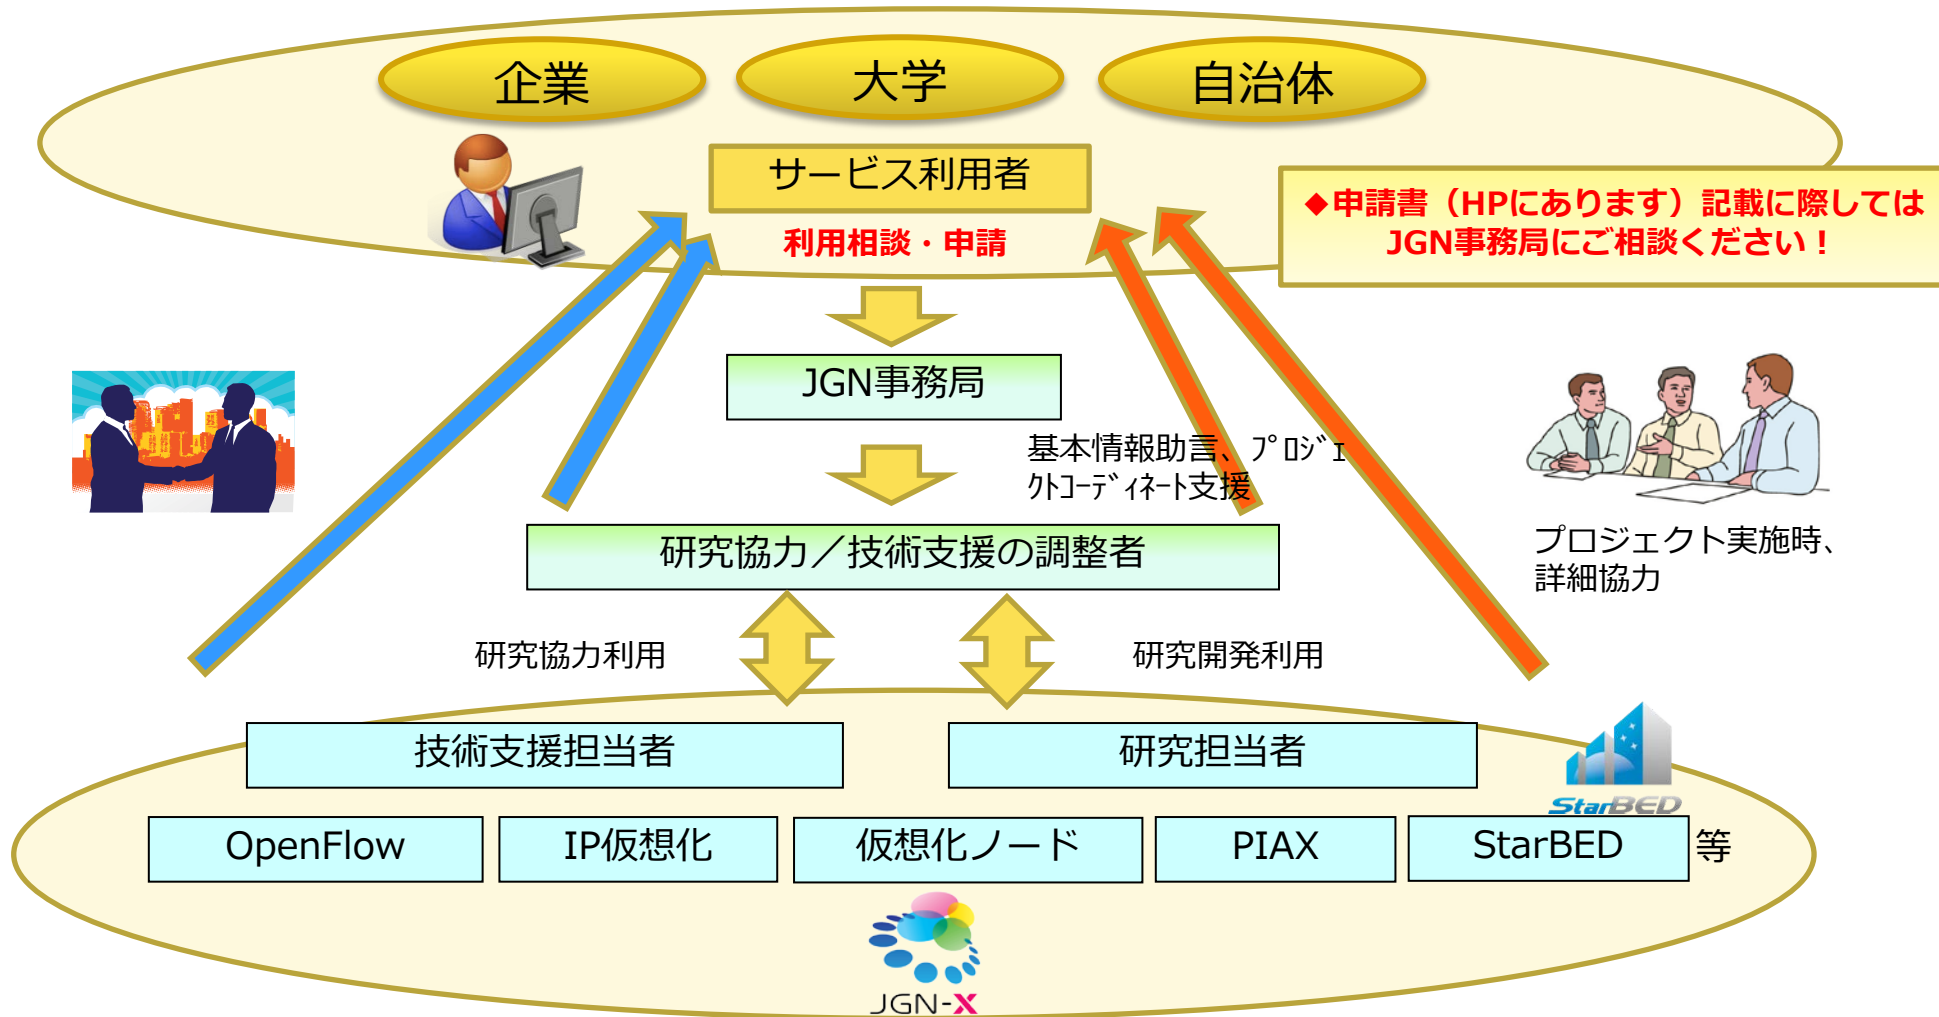 企業
大学
自治体
サービス利用者
利用相談・申請
◆申請書（HPにあります）記載に際しては
JGN事務局にご相談ください！
JGN事務局
基本情報助言、ﾌﾟﾛｼﾞｪ
ｸﾄｺｰﾃﾞｨﾈｰﾄ支援
研究協力／技術支援の調整者
プロジェクト実施時、
詳細協力
研究協力利用
研究開発利用
技術支援担当者
研究担当者
StarBED
OpenFlow
IP仮想化
仮想化ノード
PIAX
StarBED
等
JGN-X